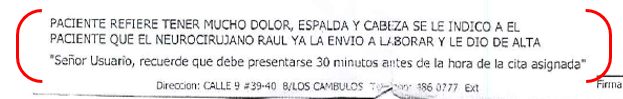 PACIENTE REFIERE TENER MUCHO DOLOR, ESPALDA Y CABEZA SE LE INDICO A EL
PACIENTE QUE EL NEUROCIRUJANO RAUL YA LA ENVIO A LABORAR Y LE DIO DE ALTA
"Señor Usuario, recuerde que debe presentarse 30 minutos antes de la hora de la cita asignada"
Direccion: CALLE 9 #39-40 B/LOS CAMBULOS 386 0777 Ext
Firma